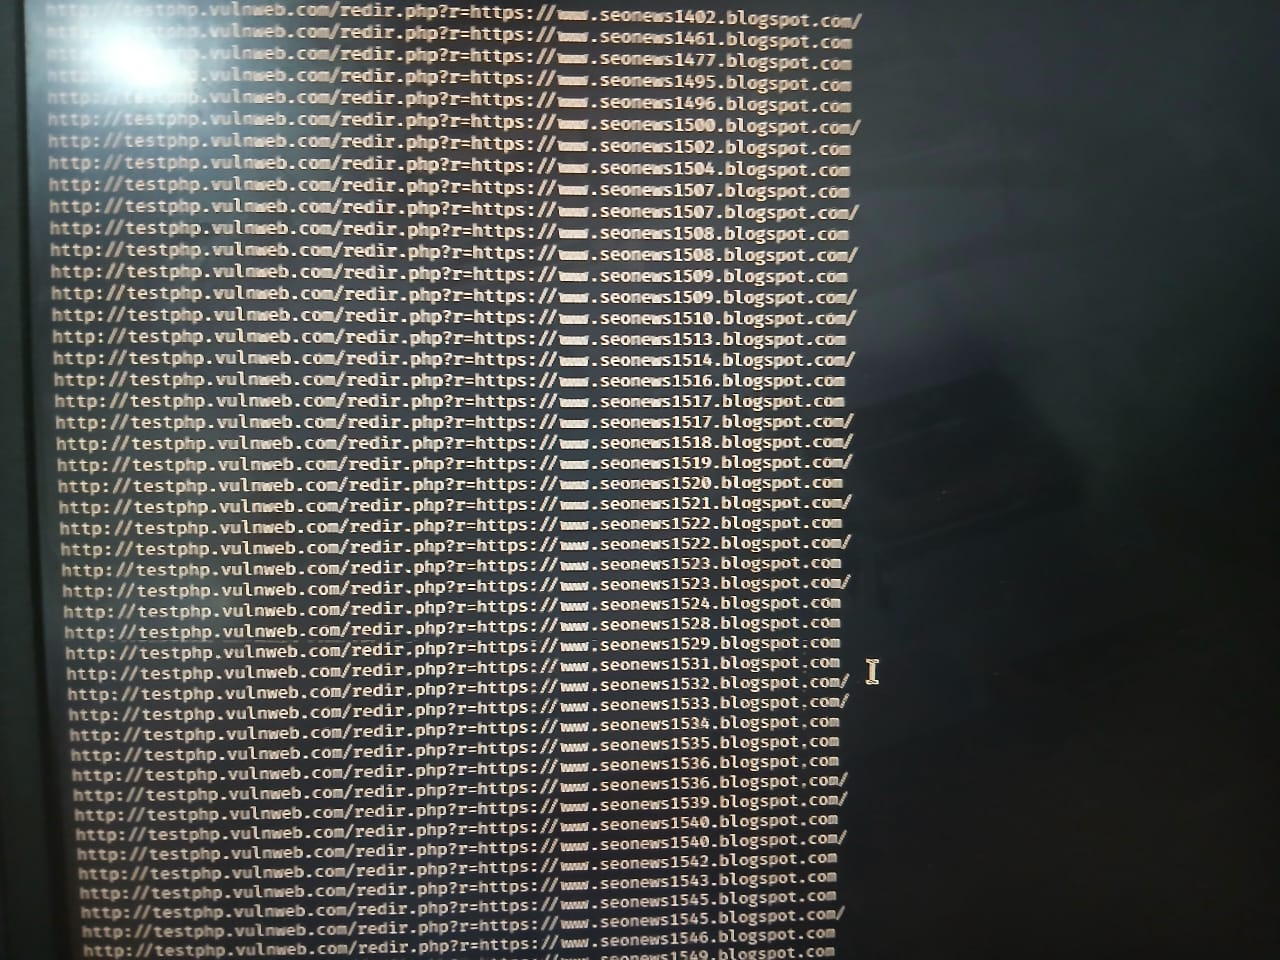 http://testphp.vulnweb.com/redir.php?r=https://www.seonews1402.blogspot.com/
http://testphp.vulnweb.com/redir.php?r=https://www.seonews1461.blogspot.com
http://testphp.vulnweb.com/redir.php?r=https://www.seonews1477.blogspot.com
http://testphp.vulnweb.com/redir.php?r=https://www.seonews1495.blogspot.com
http://testphp.vulnweb.com/redir.php?r=https://www.seonews1496.blogspot.com
http://testphp.vulnweb.com/redir.php?r=https://www.seonews1500.blogspot.com/
http://testphp.vulnweb.com/redir.php?r=https://www.seonews1502.blogspot.com
http://testphp.vulnweb.com/redir.php?r=https://www.seonews1504.blogspot.com
http://testphp.vulnweb.com/redir.php?r=https://www.seonews1507.blogspot.com
http://testphp.vulnweb.com/redir.php?r=https://www.seonews1507.blogspot.com/
http://testphp.vulnweb.com/redir.php?r=https://www.seonews1508.blogspot.com
http://testphp.vulnweb.com/redir.php?r=https://www.seonews1508.blogspot.com/
http://testphp.vulnweb.com/redir.php?r=https://www.seonews1509.blogspot.com
http://testphp.vulnweb.com/redir.php?r=https://www.seonews1509.blogspot.com/
http://testphp.vulnweb.com/redir.php?r=https://www.seonews1510.blogspot.com/
http://testphp.vulnweb.com/redir.php?r=https://www.seonews1513.blogspot.com
http://testphp.vulnweb.com/redir.php?r=https://www.seonews1514.blogspot.com/
http://testphp.vulnweb.com/redir.php?r=https://www.seonews1516.blogspot.com
http://testphp.vulnweb.com/redir.php?r=https://www.seonews1517.blogspot.com
http://testphp.vulnweb.com/redir.php?r=https://www.seonews1517.blogspot.com/
http://testphp.vulnweb.com/redir.php?r=https://www.seonews1518.blogspot.com/
http://testphp.vulnweb.com/redir.php?r=https://www.seonews1519.blogspot.com/
http://testphp.vulnweb.com/redir.php?r=https://www.seonews1520.blogspot.com
http://testphp.vulnweb.com/redir.php?r=https://www.seonews1521.blogspot.com/
http://testphp.vulnweb.com/redir.php?r=https://www.seonews1522.blogspot.com
http://testphp.vulnweb.com/redir.php?r=https://www.seonews1522.blogspot.com/
http://testphp.vulnweb.com/redir.php?r=https://www.seonews1523.blogspot.com
http://testphp.vulnweb.com/redir.php?r=https://www.seonews1523.blogspot.com/
http://testphp.vulnweb.com/redir.php?r=https://www.seonews1524.blogspot.com
http://testphp.vulnweb.com/redir.php?r=https://www.seonews1528.blogspot.com
http://testphp.vulnweb.com/redir.php?r=https://www.seonews1529.blogspot.com
http://testphp.vulnweb.com/redir.php?r=https://www.seonews1531.blogspot.com
http://testphp.vulnweb.com/redir.php?r=https://www.seonews1532.blogspot.com/
http://testphp.vulnweb.com/redir.php?r=https://www.seonews1533.blogspot.com/
http://testphp.vulnweb.com/redir.php?r=https://www.seonews1534.blogspot.com
http://testphp.vulnweb.com/redir.php?r=https://www.seonews1535.blogspot.com
http://testphp.vulnweb.com/redir.php?r=https://www.seonews1536.blogspot.com
http://testphp.vulnweb.com/redir.php?r=https://www.seonews1536.blogspot.com/
http://testphp.vulnweb.com/redir.php?r=https://www.seonews1539.blogspot.com/
http://testphp.vulnweb.com/redir.php?r=https://www.seonews1540.blogspot.com
http://testphp.vulnweb.com/redir.php?r=https://www.seonews1540.blogspot.com/
http://testphp.vulnweb.com/redir.php?r=https://www.seonews1542.blogspot.com
http://testphp.vulnweb.com/redir.php?r=https://www.seonews1543.blogspot.com
http://testphp.vulnweb.com/redir.php?r=https://www.seonews1545.blogspot.com
http://testphp.vulnweb.com/redir.php?r=https://www.seonews1545.blogspot.com/
http://testphp.vulnweb.com/redir.php?r=https://www.seonews1546.blogspot.com
http://testphp.vulnweb.com/redir.php?r=https://www.seonews1549.blogspot.com